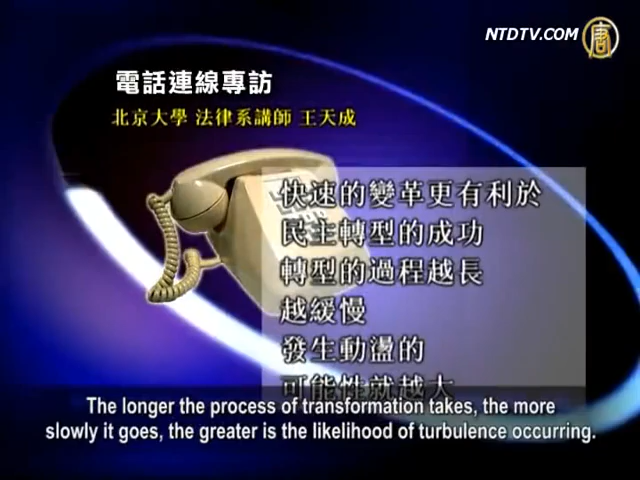 NTDTV.COM
唐
電話連線專訪
北京大學 法律系講師 王天成
快速的變革更有利於
民主轉型的成功
轉型的過程越長
越緩慢
發生動盪的
可能性就越大
The longer the process of transformation takes, the more
slowly it goes, the greater is the likelihood of turbulence occurring.